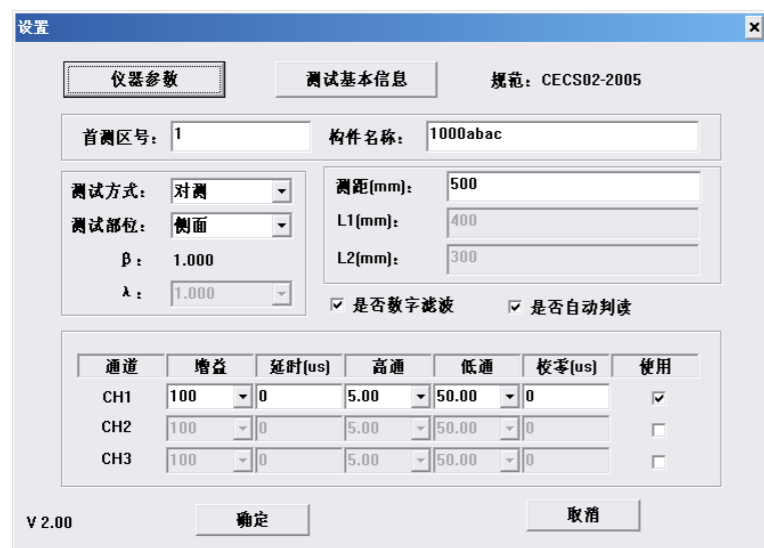 设置
仪器参数 测试基本信息 规范：CECS02-2005
首测区号： 1 构件名称： 1000abac
测试方式： 对测 测距(mm)： 500
测试部位： 侧面 L1(mm)： 400
β： 1.000 L2(mm)： 300
λ： 1.000 是否数字滤波 是否自动判读
通道 增益 延时(us) 高通 低通 校零(us) 使用
CH1 100 0 5.00 50.00 0
CH2 100 0 5.00 50.00 0
CH3 100 0 5.00 50.00 0
V 2.00 确定 取消